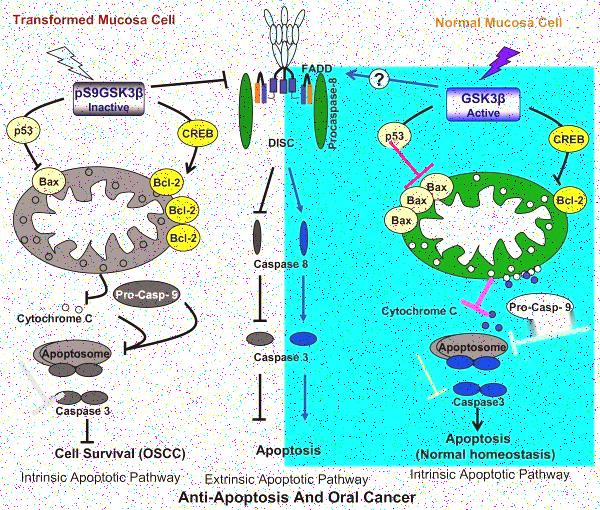 Transformed Mucosa Cell
Normal Mucosa Cell
pS9GSK3β
Inactive
FADD
?
GSK3β
Active
Procaspase-8
p53
CREB
DISC
p53
CREB
Bax
Bcl-2
Bcl-2
Bcl-2
Bax
Bax
Bax
Bcl-2
Caspase 8
Pro-Casp- 9
Cytochrome C
Cytochrome C
Pro-Casp- 9
Apoptosome
Caspase 3
Apoptosome
Caspase 3
Caspase3
Cell Survival (OSCC)
Apoptosis
Apoptosis
(Normal homeostasis)
Intrinsic Apoptotic Pathway
Extrinsic Apoptotic Pathway
Intrinsic Apoptotic Pathway
Anti-Apoptosis And Oral Cancer